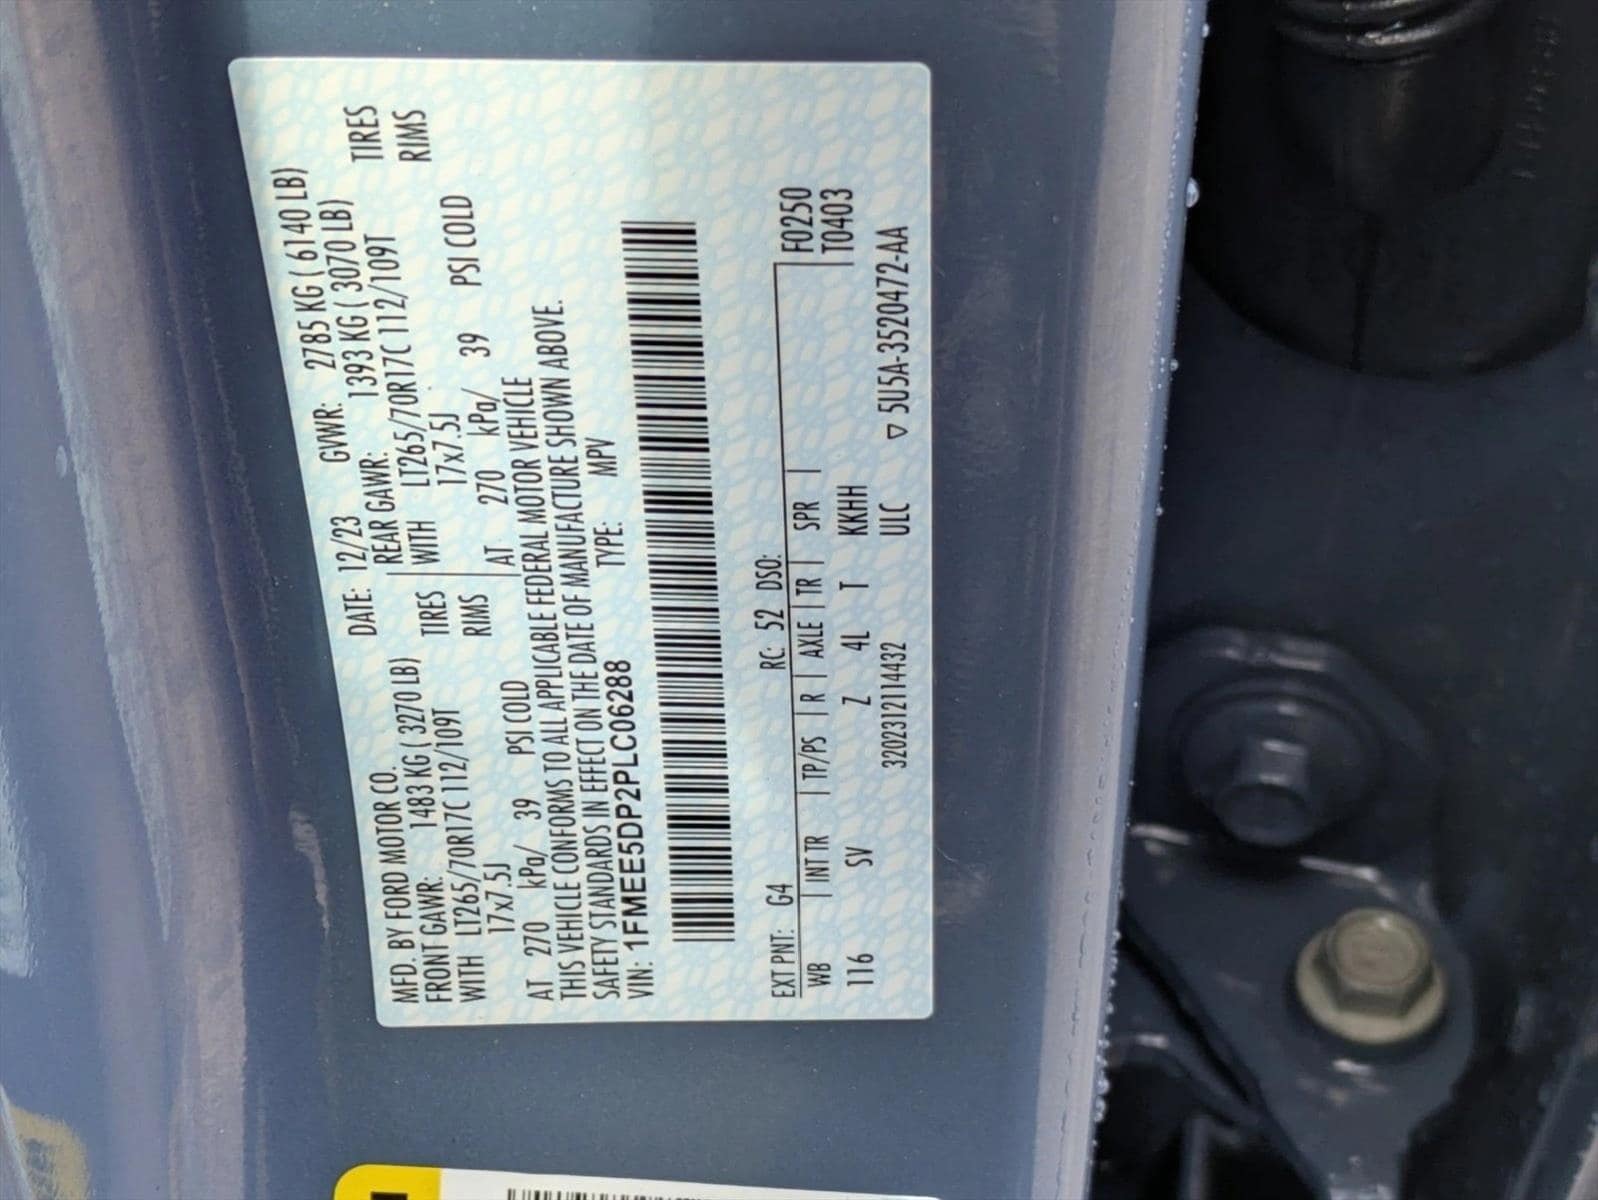 MFD. BY FORD MOTOR CO. DATE: 12/23 GVWR: 2785 KG ( 6140 LB)
FRONT GAWR: 1483 KG ( 3270 LB) REAR GAWR: 1393 KG ( 3070 LB)
WITH LT265/70R17C 112/109T TIRES WITH LT265/70R17C 112/109T TIRES
17x7.5J RIMS 17x7.5J RIMS
AT 270 kPa/ 39 PSI COLD AT 270 kPa/ 39 PSI COLD
THIS VEHICLE CONFORMS TO ALL APPLICABLE FEDERAL MOTOR VEHICLE
SAFETY STANDARDS IN EFFECT ON THE DATE OF MANUFACTURE SHOWN ABOVE.
VIN: 1FMEE5DP2PLC06288 TYPE: MPV
EXT PNT: G4 RC: 52 DSO: F0250
WB | INT TR | TP/PS | R | AXLE | TR | SPR | T0403
116 SV Z 4L T KKHH
3202312114432 ULC ▽ 5U5A-3520472-AA